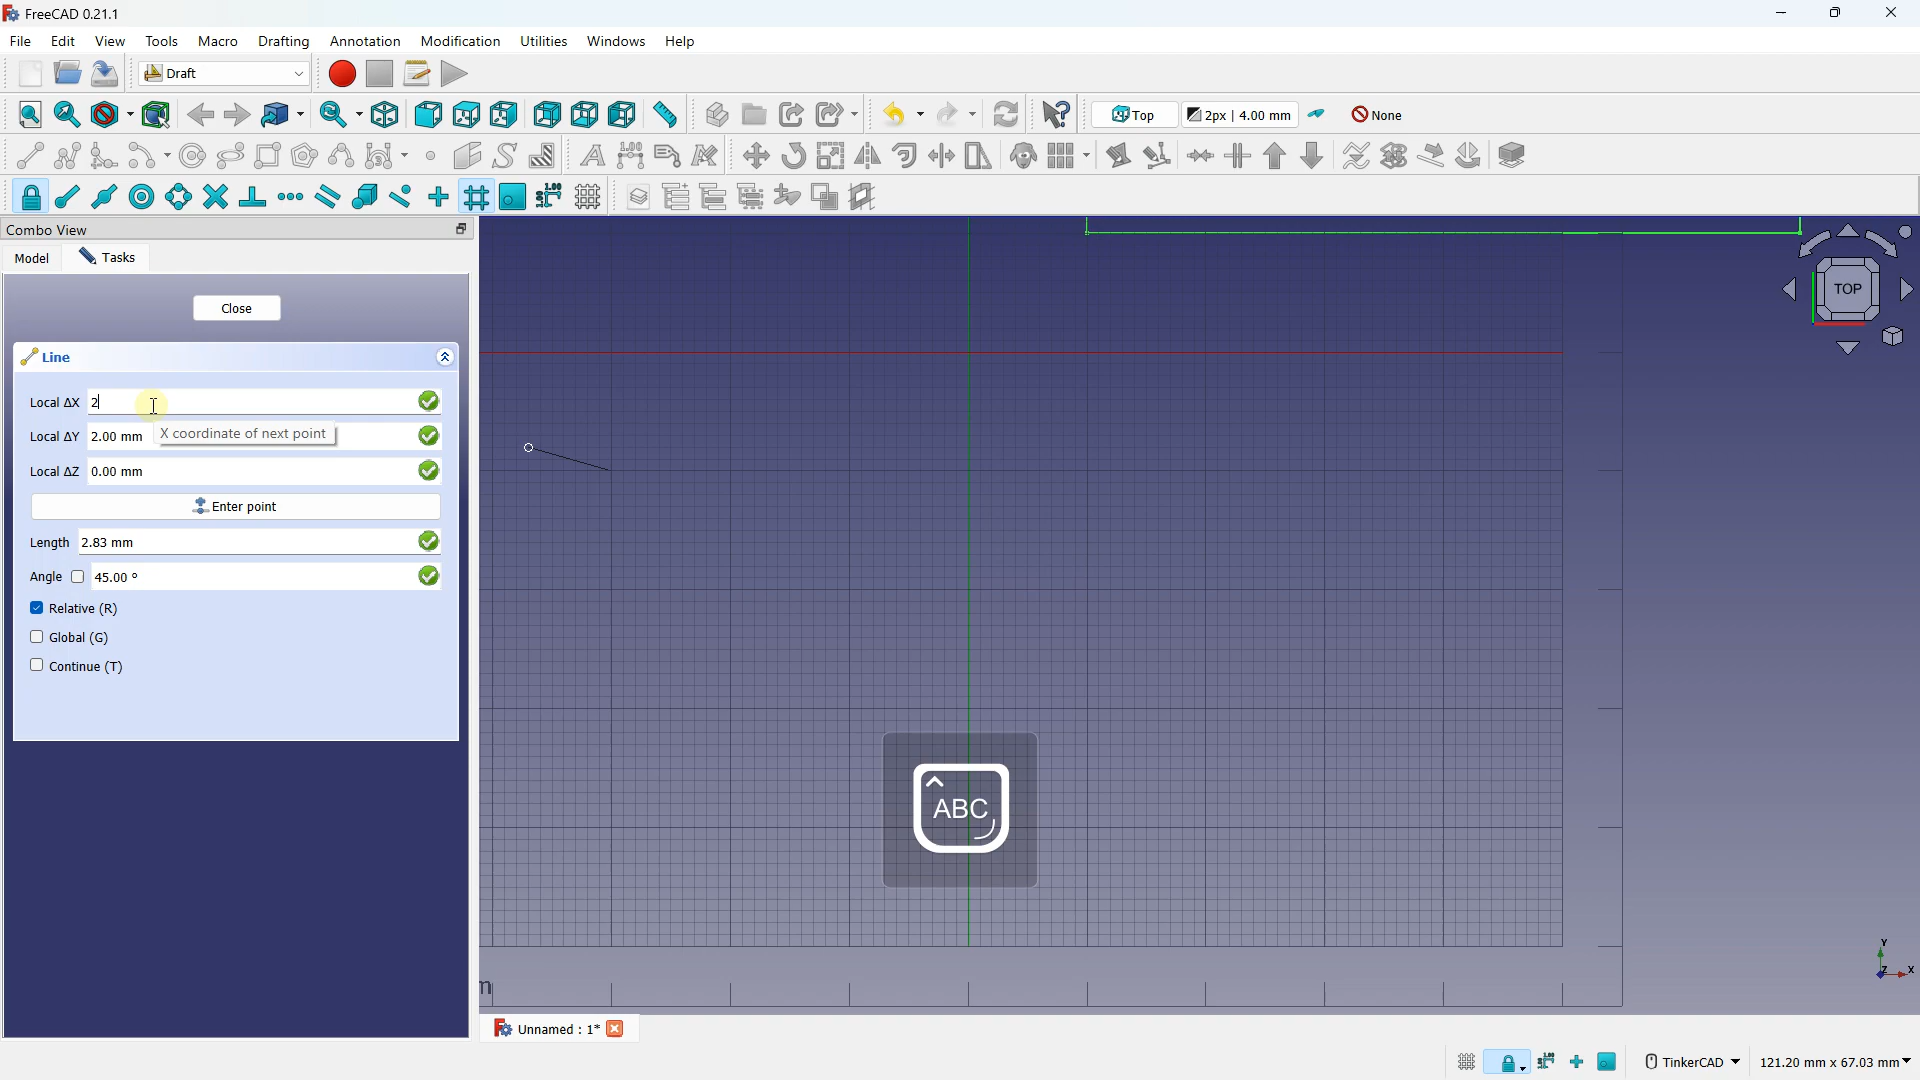 FreeCAD 0.21.1
File Edit View Tools Macro Drafting Annotation Modification Utilities Windows Help
Draft
Top 2px | 4.00 mm None
Combo View
Model Tasks
Close
Line
Local ΔX 2
Local ΔY 2.00 mm
X coordinate of next point
Local ΔZ 0.00 mm
Enter point
Length 2.83 mm
Angle 45.00 °
Relative (R)
Global (G)
Continue (T)
TOP
ABC
Y
Z X
m
Unnamed : 1*
TinkerCAD 121.20 mm x 67.03 mm